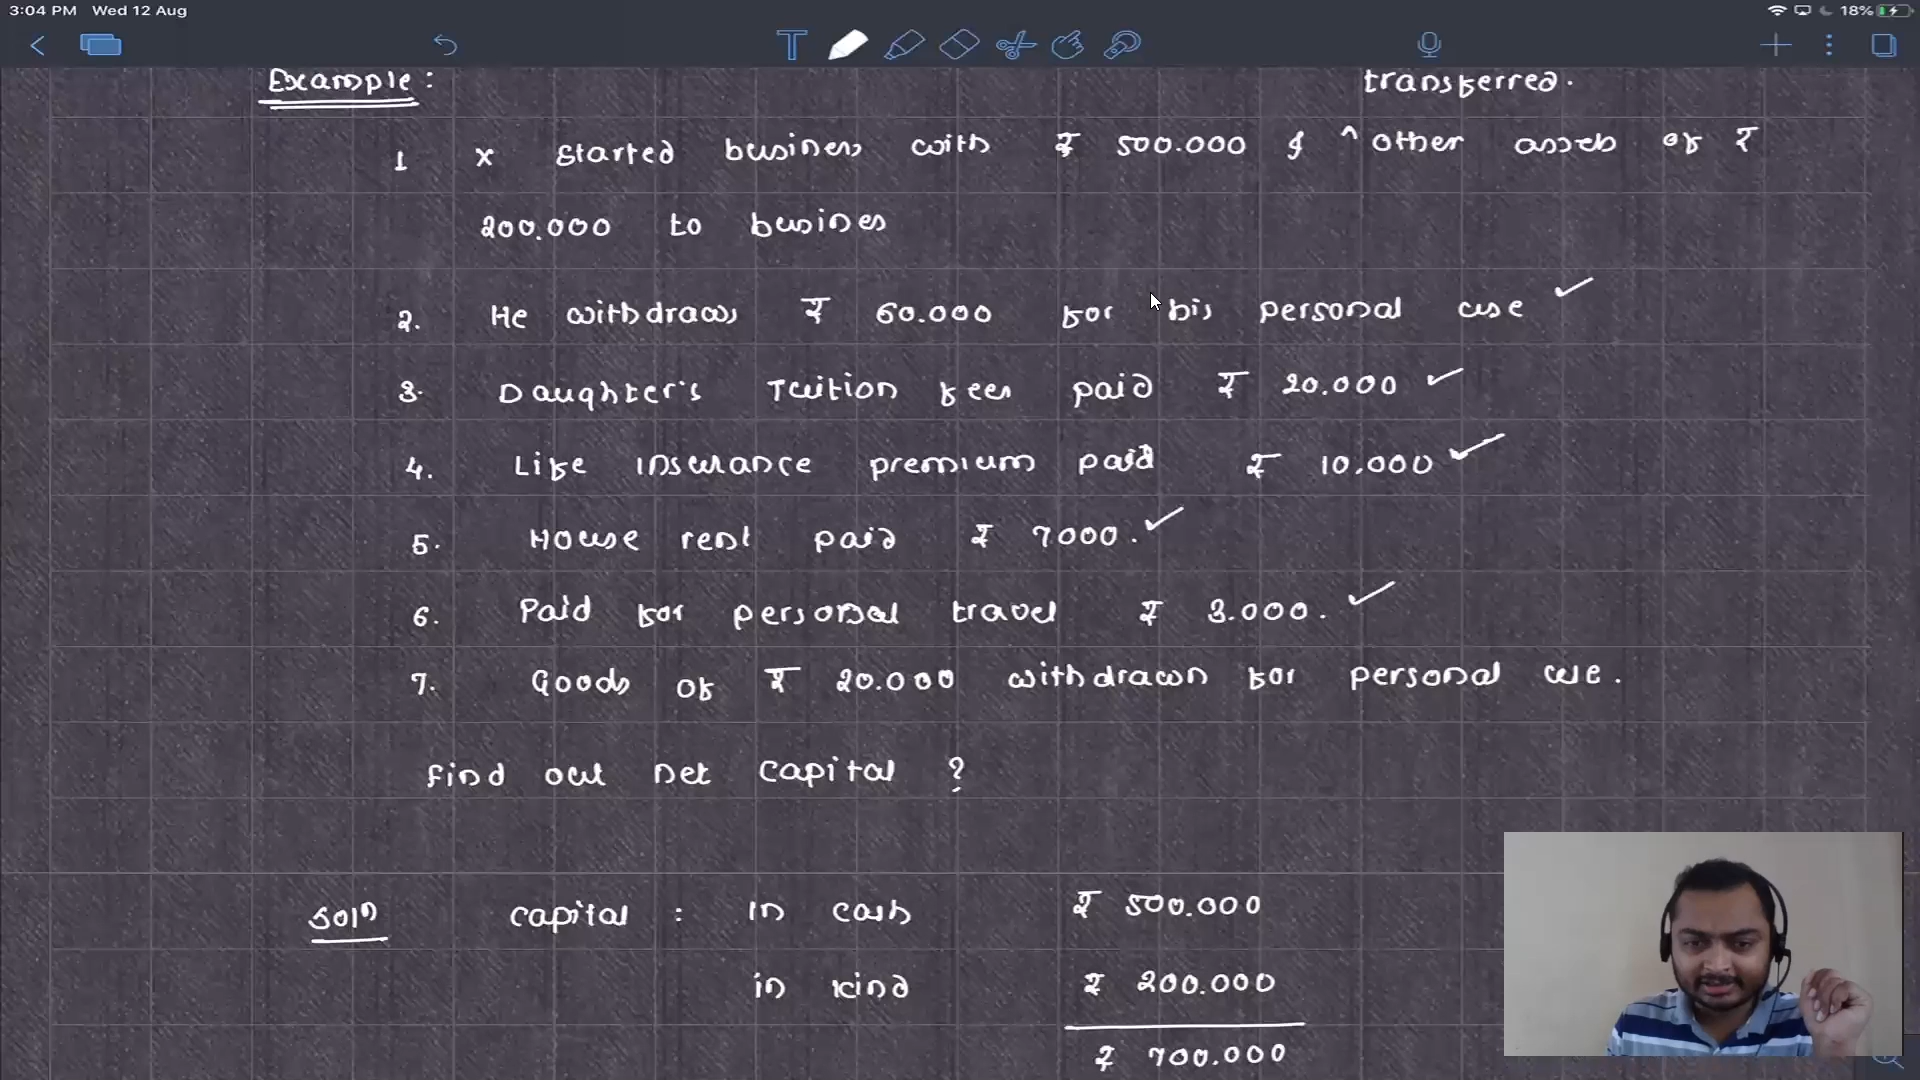 3:04 PM Wed 12 Aug
18%
Example:
transferred.
1 x started business with ₹ 500.000 & ^ other assets of ₹
200.000 to busines
2. He withdraws ₹ 60.000 for his personal use ✓
3. Daughter's Tuition fees paid ₹ 20.000 ✓
4. Life insurance premium paid ₹ 10.000 ✓
5. House rent paid ₹ 7000. ✓
6. Paid for personal travel ₹ 3.000. ✓
7. Goods of ₹ 20.000 withdrawn for personal use.
Find out net capital ?
Soln capital : in cash ₹ 500.000
in kind ₹ 200.000
₹ 700.000